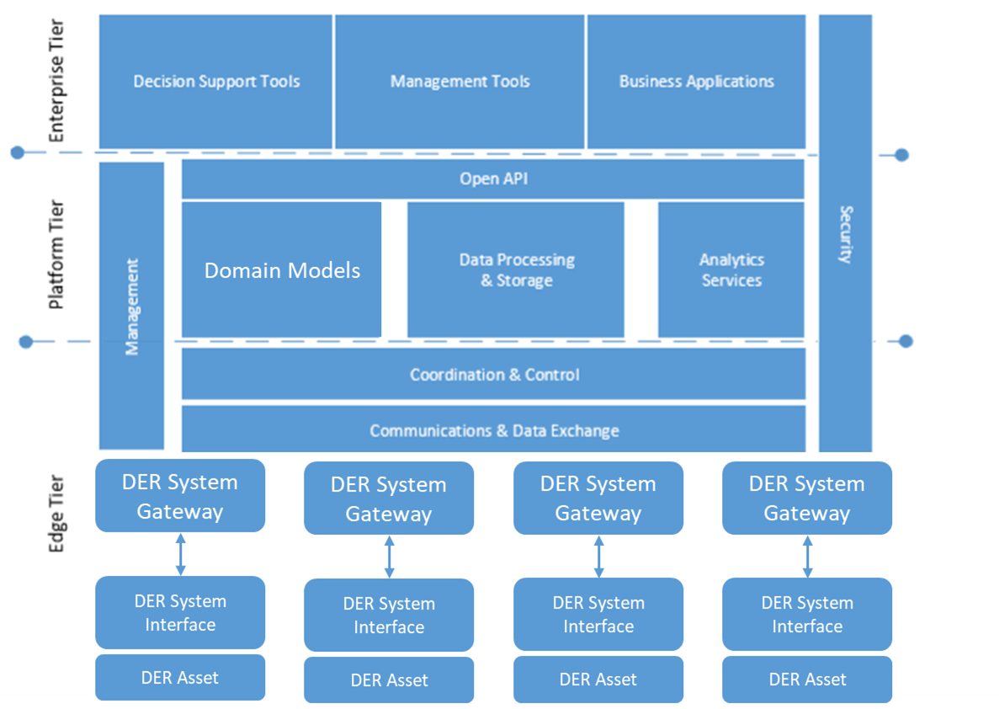 Enterprise Tier
Decision Support Tools
Management Tools
Business Applications
Security
Platform Tier
Management
Open API
Domain Models
Data Processing
& Storage
Analytics
Services
Coordination & Control
Communications & Data Exchange
Edge Tier
DER System
Gateway
DER System
Gateway
DER System
Gateway
DER System
Gateway
DER System
Interface
DER System
Interface
DER System
Interface
DER System
Interface
DER Asset
DER Asset
DER Asset
DER Asset